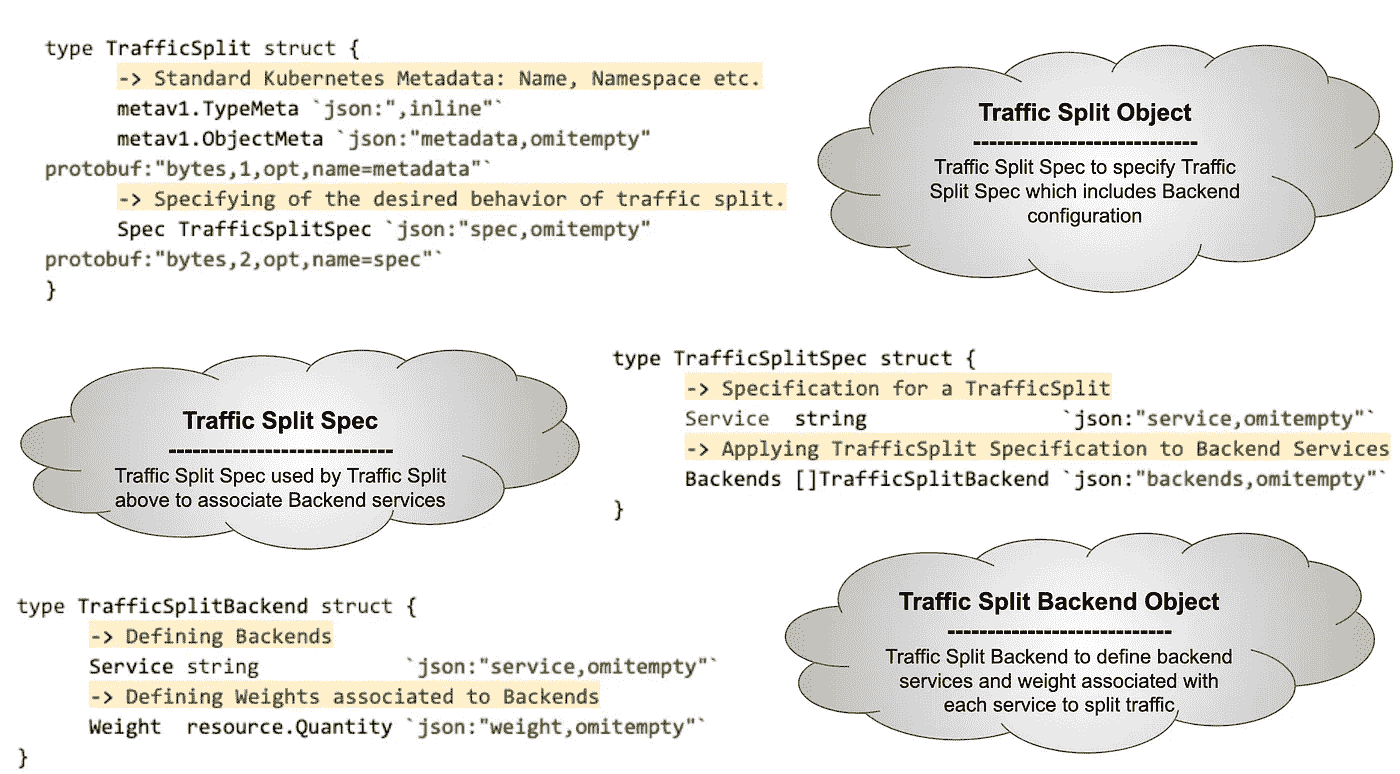 type TrafficSplit struct {
-> Standard Kubernetes Metadata: Name, Namespace etc.
metav1.TypeMeta `json:",inline"`
metav1.ObjectMeta `json:"metadata,omitempty"
protobuf:"bytes,1,opt,name=metadata"`
-> Specifying of the desired behavior of traffic split.
Spec TrafficSplitSpec `json:"spec,omitempty"
protobuf:"bytes,2,opt,name=spec"`
}
Traffic Split Object
----------------------------
Traffic Split Spec to specify Traffic
Split Spec which includes Backend
configuration
Traffic Split Spec
----------------------------
Traffic Split Spec used by Traffic Split
above to associate Backend services
type TrafficSplitSpec struct {
-> Specification for a TrafficSplit
Service  string                `json:"service,omitempty"`
-> Applying TrafficSplit Specification to Backend Services
Backends []TrafficSplitBackend `json:"backends,omitempty"`
}
type TrafficSplitBackend struct {
-> Defining Backends
Service string            `json:"service,omitempty"`
-> Defining Weights associated to Backends
Weight  resource.Quantity `json:"weight,omitempty"`
}
Traffic Split Backend Object
----------------------------
Traffic Split Backend to define backend
services and weight associated with
each service to split traffic